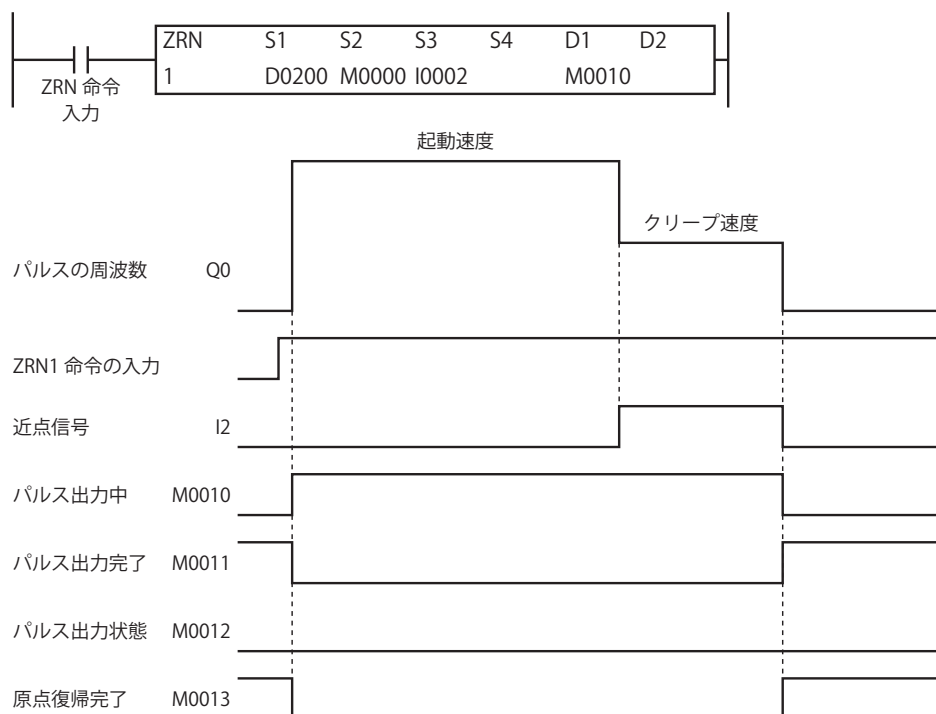 ZRN S1 S2 S3 S4 D1 D2
1 D0200 M0000 I0002 M0010
ZRN 命令
入力
起動速度
クリープ速度
パルスの周波数 Q0
ZRN1 命令の入力
近点信号 I2
パルス出力中 M0010
パルス出力完了 M0011
パルス出力状態 M0012
原点復帰完了 M0013